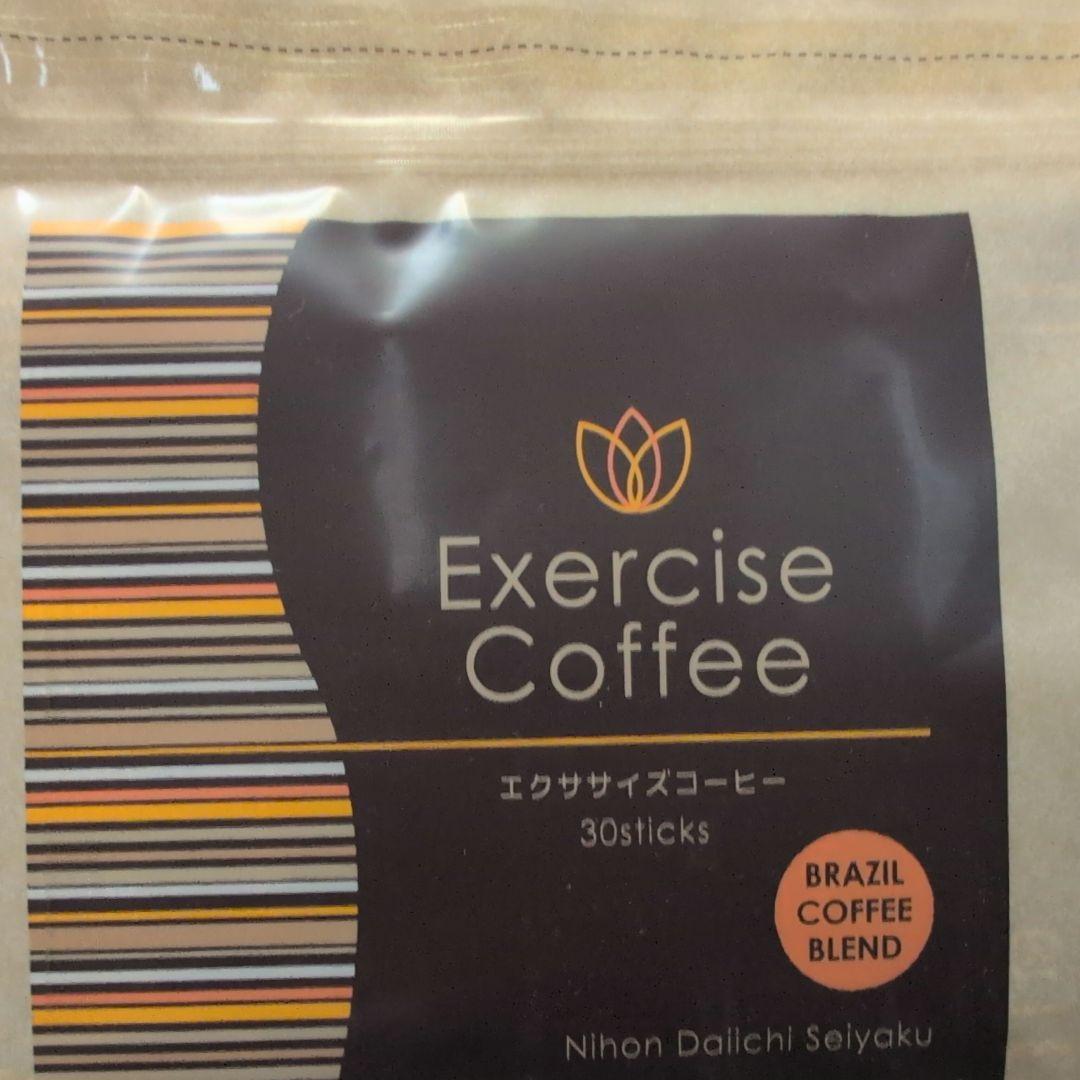 Exercise
Coffee
エクササイズコーヒー
30sticks
BRAZIL
COFFEE
BLEND
Nihon Daiichi Seiyaku